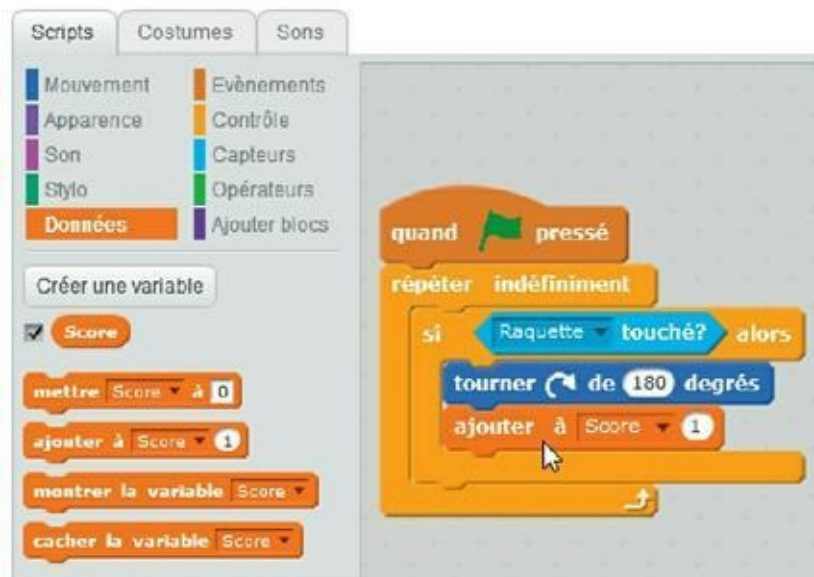 Scripts Costumes Sons
Mouvement Evènements
Apparence Contrôle
Son Capteurs
Stylo Opérateurs
Données Ajouter blocs
Créer une variable
Score
mettre Score à 0
ajouter à Score 1
montrer la variable Score
cacher la variable Score
quand pressé
répéter indéfiniment
si Raquette touché? alors
tourner de 180 degrés
ajouter à Score 1